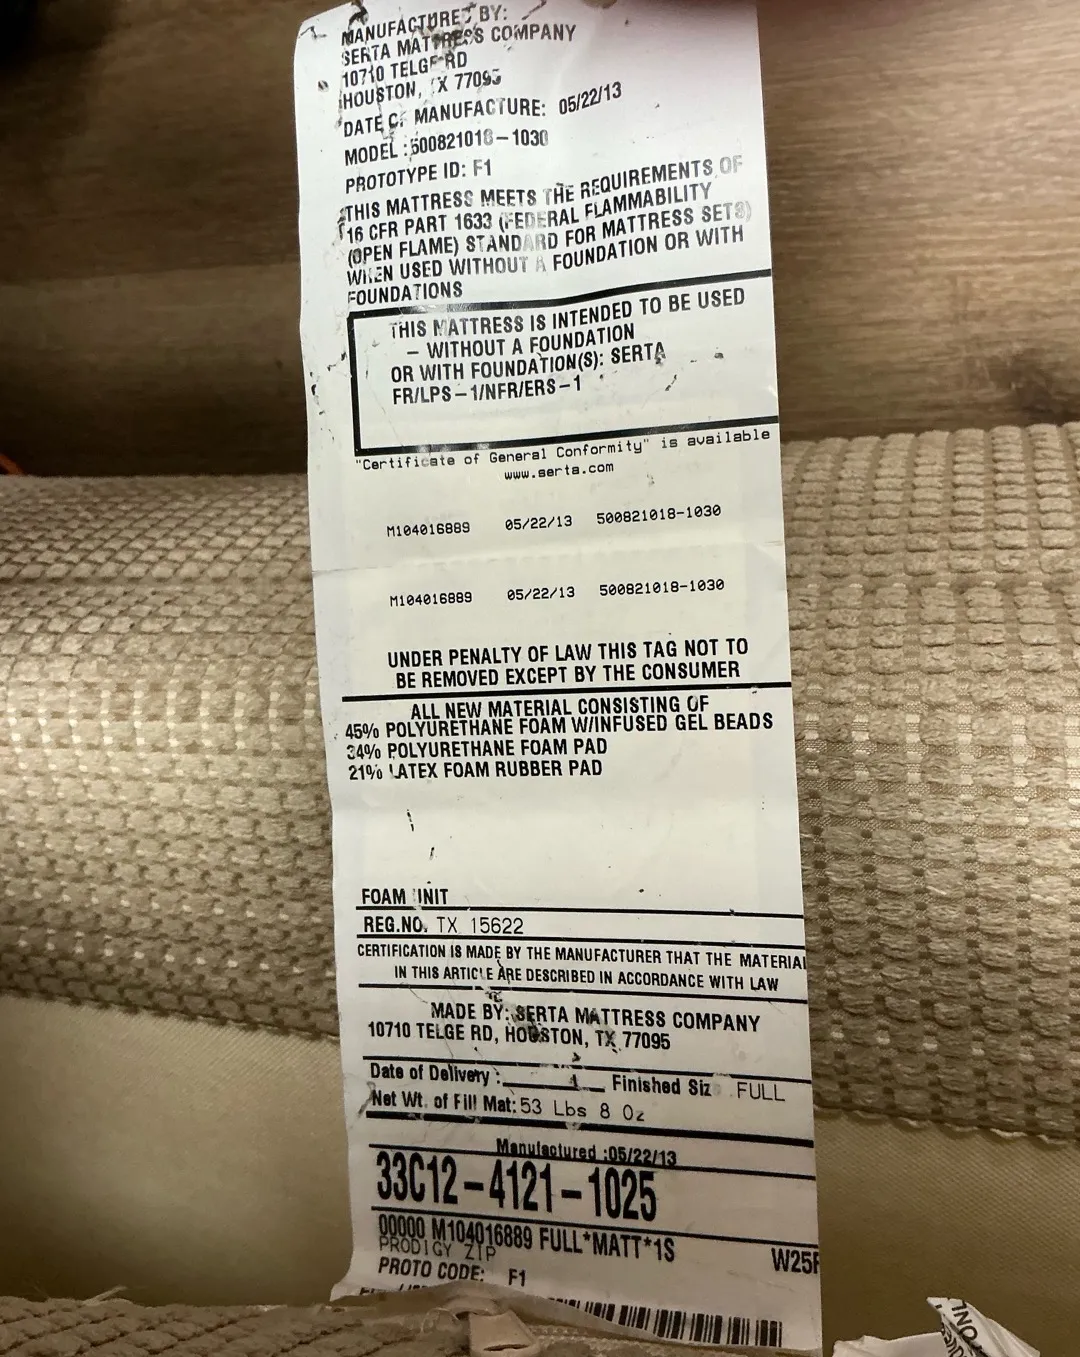 MANUFACTURED BY:
SERTA MATTRESS COMPANY
10710 TELGE RD
HOUSTON, TX 77095
DATE OF MANUFACTURE: 05/22/13
MODEL :500821018-1030
PROTOTYPE ID: F1
THIS MATTRESS MEETS THE REQUIREMENTS OF
16 CFR PART 1633 (FEDERAL FLAMMABILITY
(OPEN FLAME) STANDARD FOR MATTRESS SETS)
WHEN USED WITHOUT A FOUNDATION OR WITH
FOUNDATIONS
THIS MATTRESS IS INTENDED TO BE USED
- WITHOUT A FOUNDATION
OR WITH FOUNDATION(S): SERTA
FR/LPS-1/NFR/ERS-1
"Certificate of General Conformity" is available
www.serta.com
M104016889 05/22/13 500821018-1030
M104016889 05/22/13 500821018-1030
UNDER PENALTY OF LAW THIS TAG NOT TO
BE REMOVED EXCEPT BY THE CONSUMER
ALL NEW MATERIAL CONSISTING OF
45% POLYURETHANE FOAM W/INFUSED GEL BEADS
34% POLYURETHANE FOAM PAD
21% LATEX FOAM RUBBER PAD
FOAM UNIT
REG.NO. TX 15622
CERTIFICATION IS MADE BY THE MANUFACTURER THAT THE MATERIAL
IN THIS ARTICLE ARE DESCRIBED IN ACCORDANCE WITH LAW
MADE BY: SERTA MATTRESS COMPANY
10710 TELGE RD, HOUSTON, TX 77095
Date of Delivery : Finished Siz FULL
Net Wt. of Fill Mat: 53 Lbs 8 Oz
Manufactured :05/22/13
33C12-4121-1025
00000 M104016889 FULL*MATT*1S
PRODIGY ZIP W25F
PROTO CODE: F1